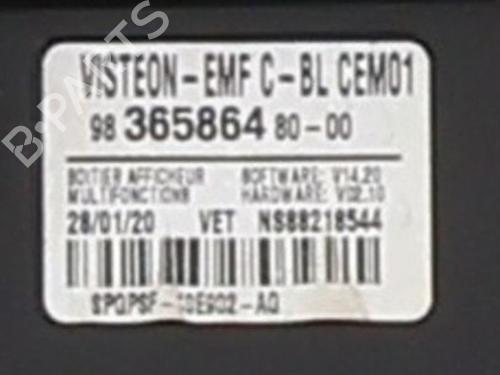 VISTEON-EMF C-BL CEM01
98 365864 80-00
BOITIER AFFICHEUR SOFTWARE: V14.20
MULTIFONCTIONS HARDWARE: V02.10
28/01/20 VET NS88218544
B-PARTS